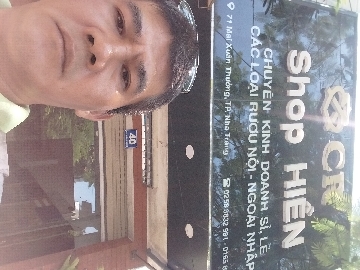 CF
Shop HIỀN
CHUYÊN KINH DOANH SỈ, LẺ
CÁC LOẠI RƯỢU NỘI - NGOẠI NHẬP
71 Mai Xuân Thưởng, TP. Nha Trang
40